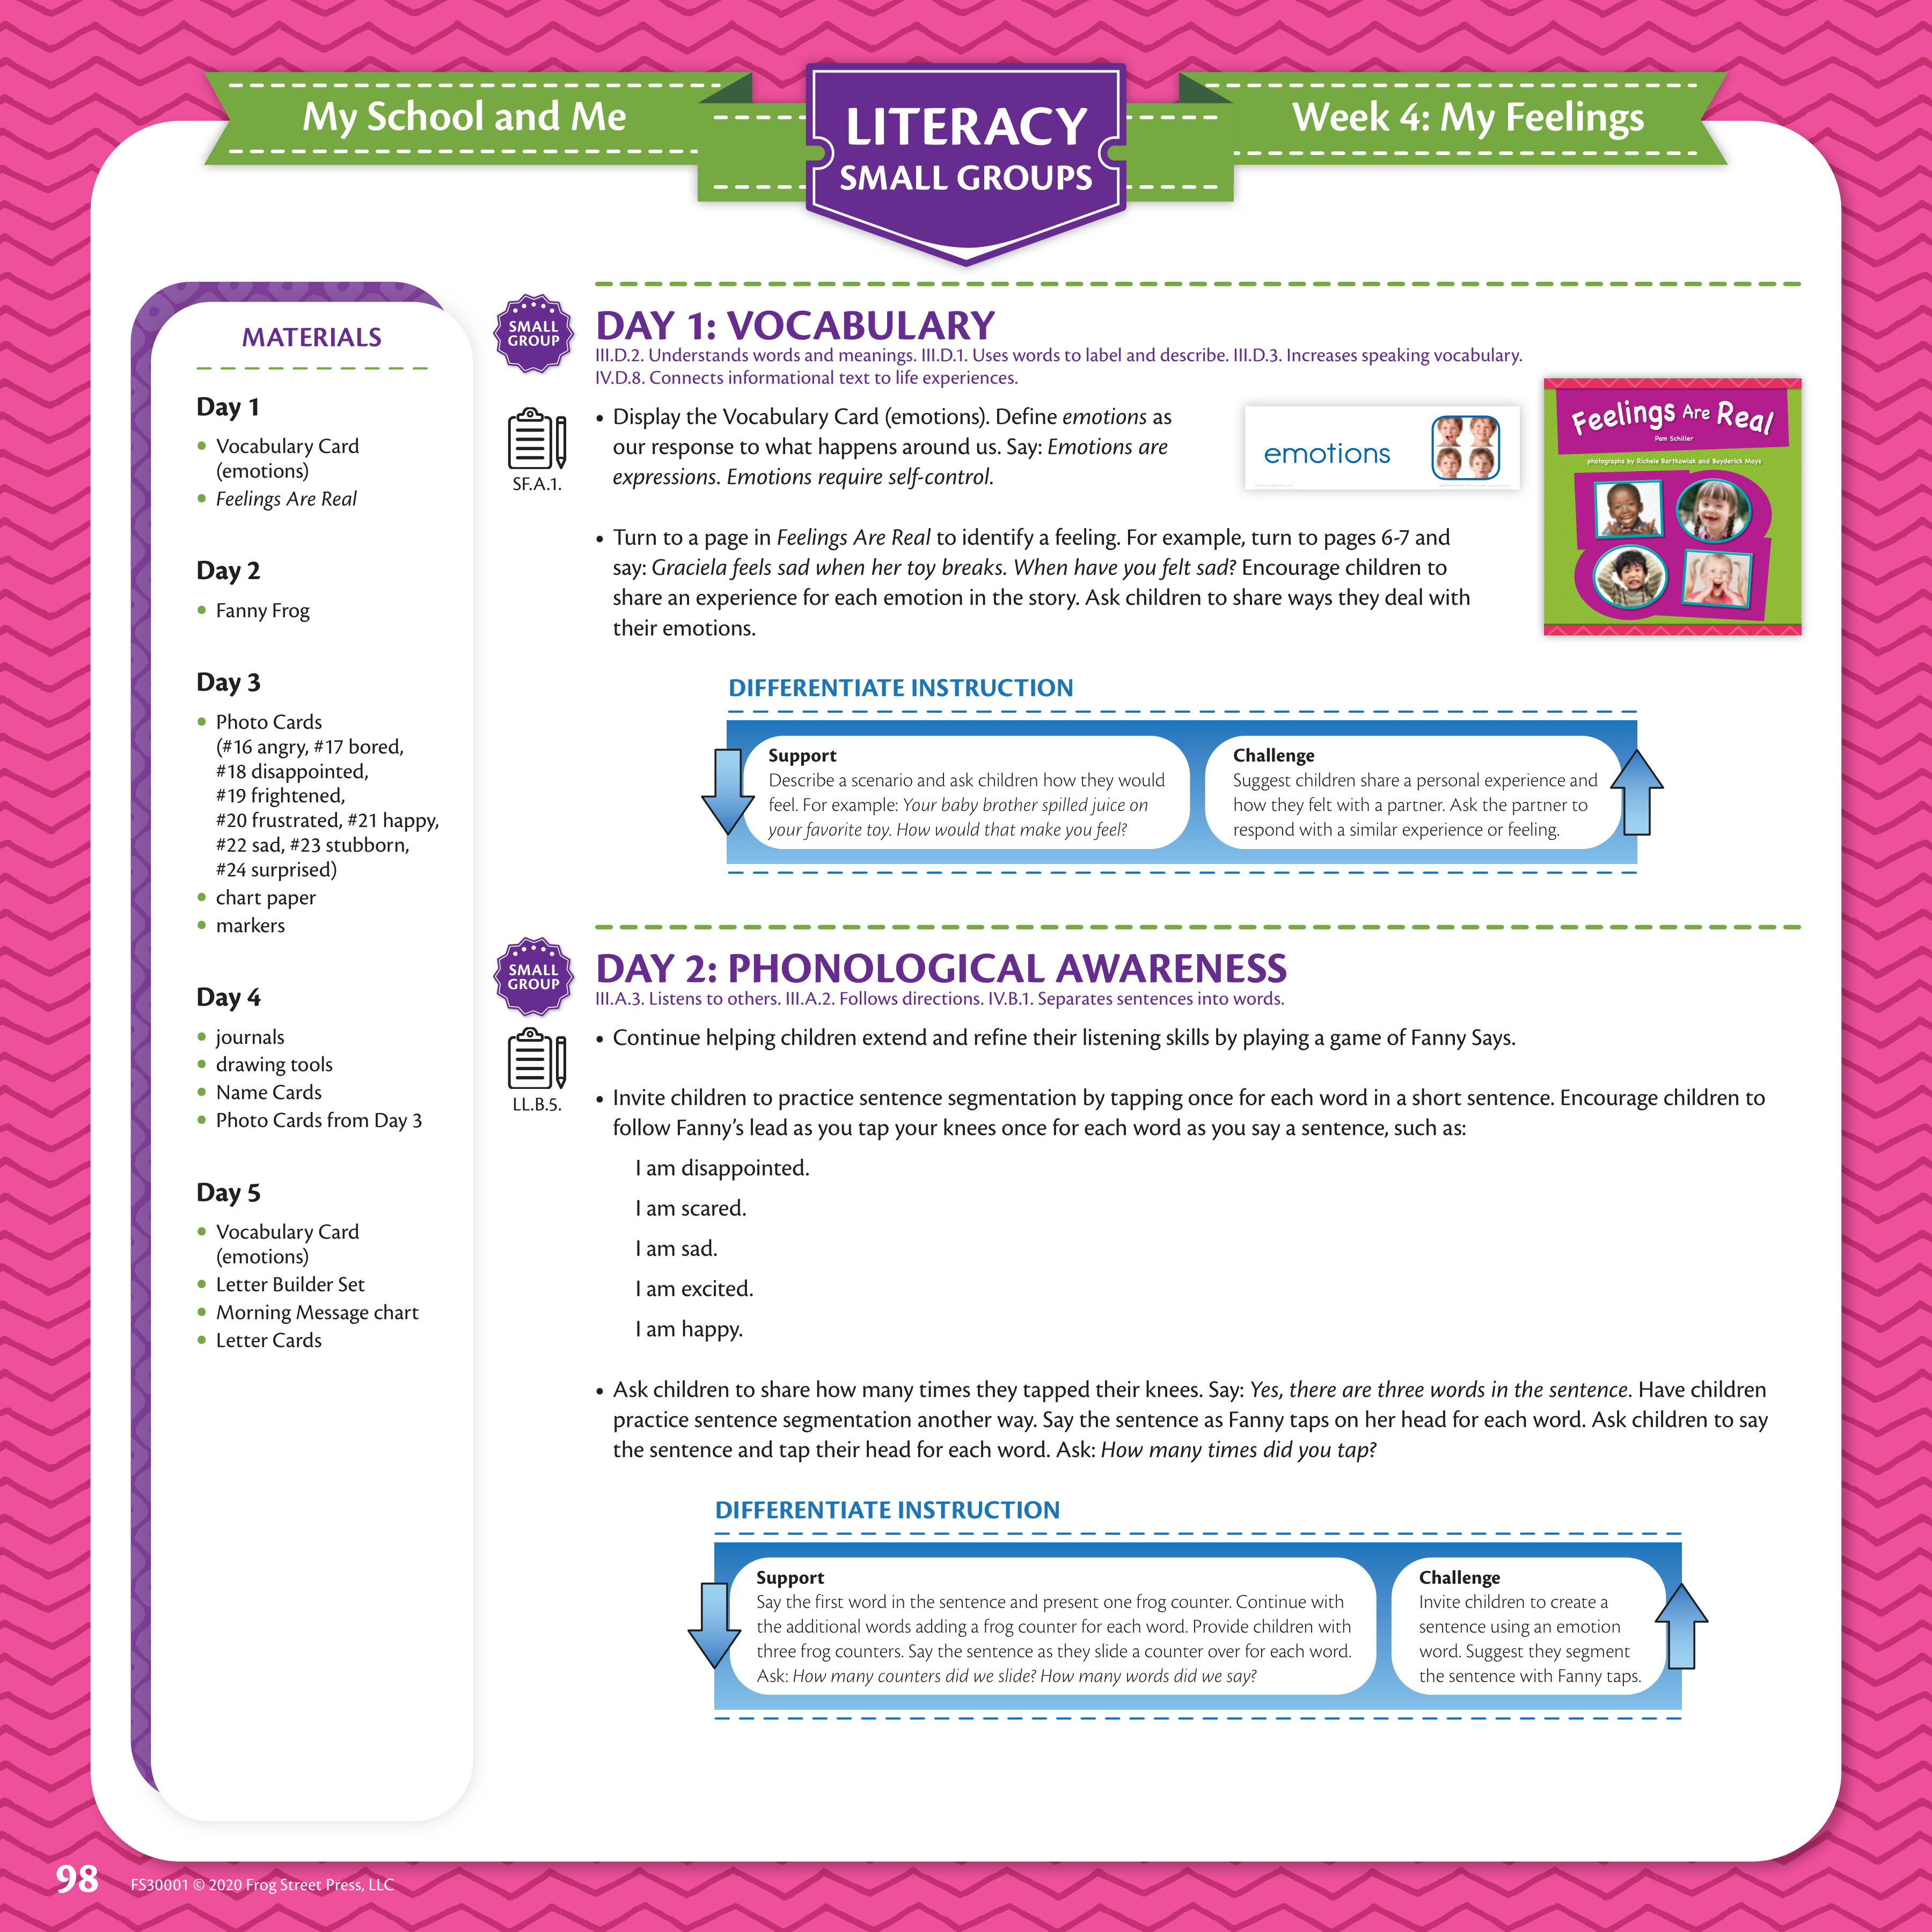 My School and Me
LITERACY
SMALL GROUPS
Week 4: My Feelings
MATERIALS
Day 1
• Vocabulary Card
(emotions)
• Feelings Are Real
Day 2
• Fanny Frog
Day 3
• Photo Cards
(#16 angry, #17 bored,
#18 disappointed,
#19 frightened,
#20 frustrated, #21 happy,
#22 sad, #23 stubborn,
#24 surprised)
• chart paper
• markers
Day 4
• journals
• drawing tools
• Name Cards
• Photo Cards from Day 3
Day 5
• Vocabulary Card
(emotions)
• Letter Builder Set
• Morning Message chart
• Letter Cards
SMALL
GROUP
DAY 1: VOCABULARY
III.D.2. Understands words and meanings. III.D.1. Uses words to label and describe. III.D.3. Increases speaking vocabulary.
IV.D.8. Connects informational text to life experiences.
SF.A.1.
• Display the Vocabulary Card (emotions). Define emotions as
our response to what happens around us. Say: Emotions are
expressions. Emotions require self-control.
emotions
Feelings Are Real
Pam Schiller
photographs by Richele Bartkowiak and Boyderick Mays
• Turn to a page in Feelings Are Real to identify a feeling. For example, turn to pages 6-7 and
say: Graciela feels sad when her toy breaks. When have you felt sad? Encourage children to
share an experience for each emotion in the story. Ask children to share ways they deal with
their emotions.
DIFFERENTIATE INSTRUCTION
Support
Describe a scenario and ask children how they would
feel. For example: Your baby brother spilled juice on
your favorite toy. How would that make you feel?
Challenge
Suggest children share a personal experience and
how they felt with a partner. Ask the partner to
respond with a similar experience or feeling.
SMALL
GROUP
DAY 2: PHONOLOGICAL AWARENESS
III.A.3. Listens to others. III.A.2. Follows directions. IV.B.1. Separates sentences into words.
LL.B.5.
• Continue helping children extend and refine their listening skills by playing a game of Fanny Says.
• Invite children to practice sentence segmentation by tapping once for each word in a short sentence. Encourage children to
follow Fanny's lead as you tap your knees once for each word as you say a sentence, such as:
I am disappointed.
I am scared.
I am sad.
I am excited.
I am happy.
• Ask children to share how many times they tapped their knees. Say: Yes, there are three words in the sentence. Have children
practice sentence segmentation another way. Say the sentence as Fanny taps on her head for each word. Ask children to say
the sentence and tap their head for each word. Ask: How many times did you tap?
DIFFERENTIATE INSTRUCTION
Support
Say the first word in the sentence and present one frog counter. Continue with
the additional words adding a frog counter for each word. Provide children with
three frog counters. Say the sentence as they slide a counter over for each word.
Ask: How many counters did we slide? How many words did we say?
Challenge
Invite children to create a
sentence using an emotion
word. Suggest they segment
the sentence with Fanny taps.
98
FS30001 © 2020 Frog Street Press, LLC